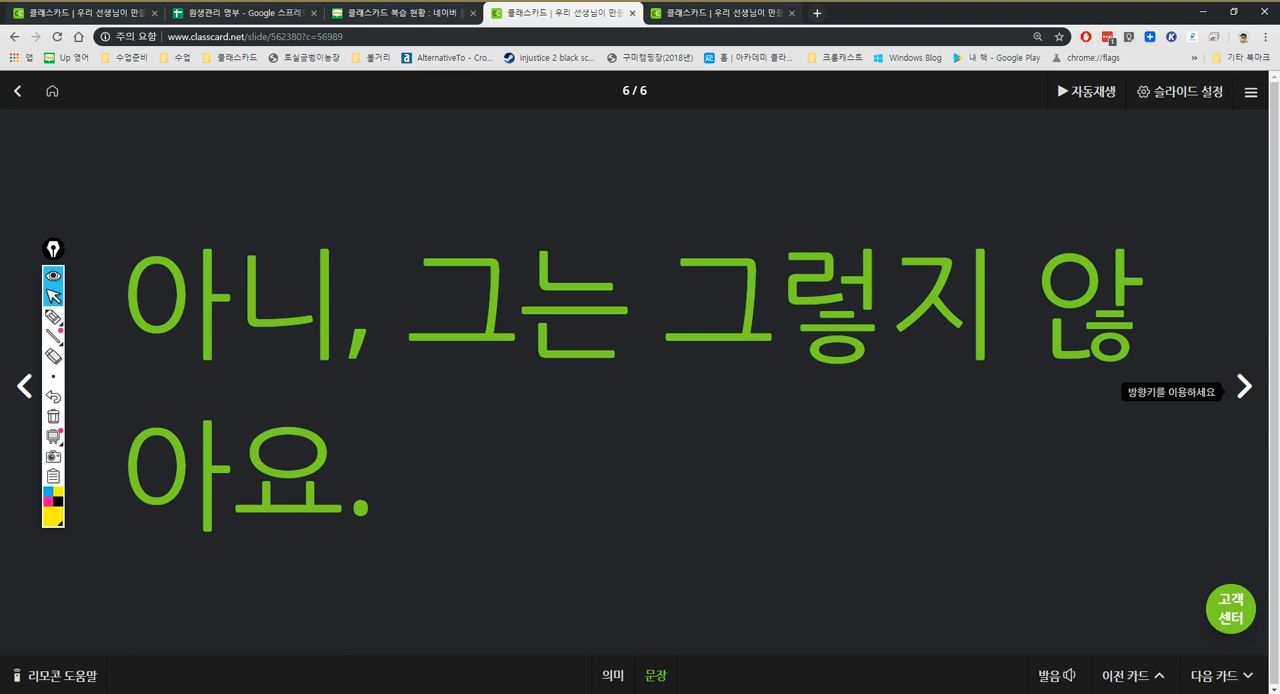 클래스카드 | 우리 선생님이 만
원생관리 명부 - Google 스프레
클래스카드 복습 현황 : 네이버
클래스카드 | 우리 선생님이 만
클래스카드 | 우리 선생님이 만
주의 요함 | www.classcard.net/slide/562380?c=56989
앱 Up 영어 수업준비 수업 클래스카드 토실공벙이농장 볼거리 AlternativeTo - Cro... Injustice 2 black sc... 구미캠핑장(2018년) 홈 | 아카데미 클라... 크롬캐스트 Windows Blog 내 책 - Google Play chrome://flags » 기타 북마크
6 / 6
자동재생 슬라이드 설정
아니, 그는 그렇지 않
아요.
방향키를 이용하세요
고객
센터
리모콘 도움말 의미 문장 발음 이전 카드 다음 카드